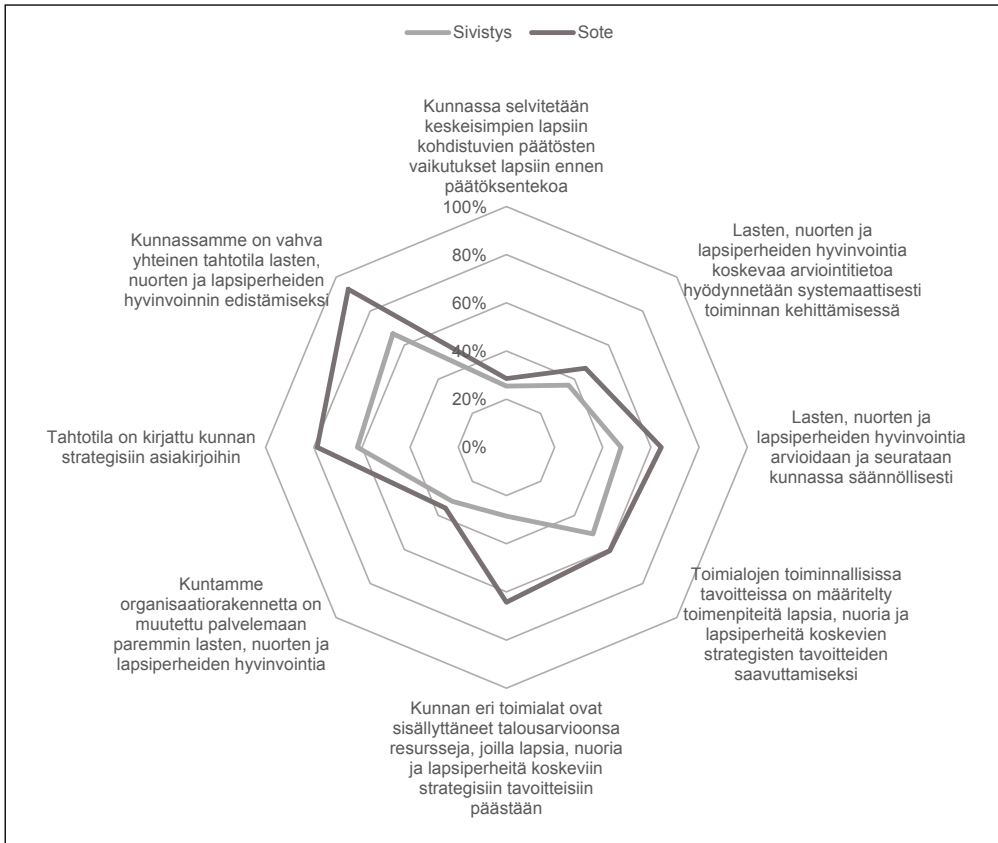 Sivistys
Sote
Kunnassa selvitetään
keskeisimpien lapsiin
kohdistuvien päätösten
vaikutukset lapsiin ennen
päätöksentekoa
100%
80%
60%
40%
20%
0%
Lasten, nuorten ja
lapsiperheiden hyvinvointia
koskevaa arviointitietoa
hyödynnetään systemaattisesti
toiminnan kehittämisessä
Lasten, nuorten ja
lapsiperheiden hyvinvointia
arvioidaan ja seurataan
kunnassa säännöllisesti
Toimialojen toiminnallisissa
tavoitteissa on määritelty
toimenpiteitä lapsia, nuoria ja
lapsiperheitä koskevien
strategisten tavoitteiden
saavuttamiseksi
Kunnan eri toimialat ovat
sisällyttäneet talousarvioonsa
resursseja, joilla lapsia, nuoria
ja lapsiperheitä koskeviin
strategisiin tavoitteisiin
päästään
Kuntamme
organisaatiorakennetta on
muutettu palvelemaan
paremmin lasten, nuorten ja
lapsiperheiden hyvinvointia
Tahtotila on kirjattu kunnan
strategisiin asiakirjoihin
Kunnassamme on vahva
yhteinen tahtotila lasten,
nuorten ja lapsiperheiden
hyvinvoinnin edistämiseksi